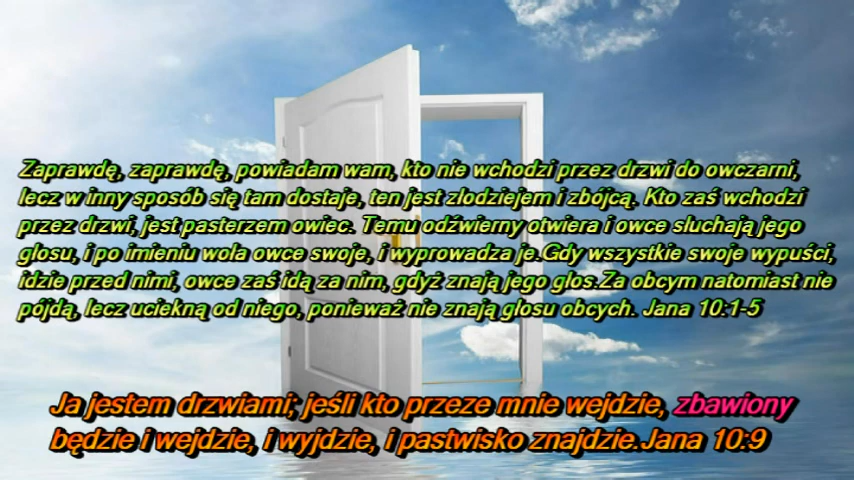 Zaprawdę, zaprawdę, powiadam wam, kto nie wchodzi przez drzwi do owczarni,
lecz w inny sposób się tam dostaje, ten jest złodziejem i zbójcą. Kto zaś wchodzi
przez drzwi, jest pasterzem owiec. Temu odźwierny otwiera i owce słuchają jego
głosu, i po imieniu woła owce swoje, i wyprowadza je.Gdy wszystkie swoje wypuści,
idzie przed nimi, owce zaś idą za nim, gdyż znają jego głos.Za obcym natomiast nie
pójdą, lecz uciekną od niego, ponieważ nie znają głosu obcych. Jana 10:1-5
Ja jestem drzwiami; jeśli kto przeze mnie wejdzie, zbawiony
będzie i wejdzie, i wyjdzie, i pastwisko znajdzie.Jana 10:9